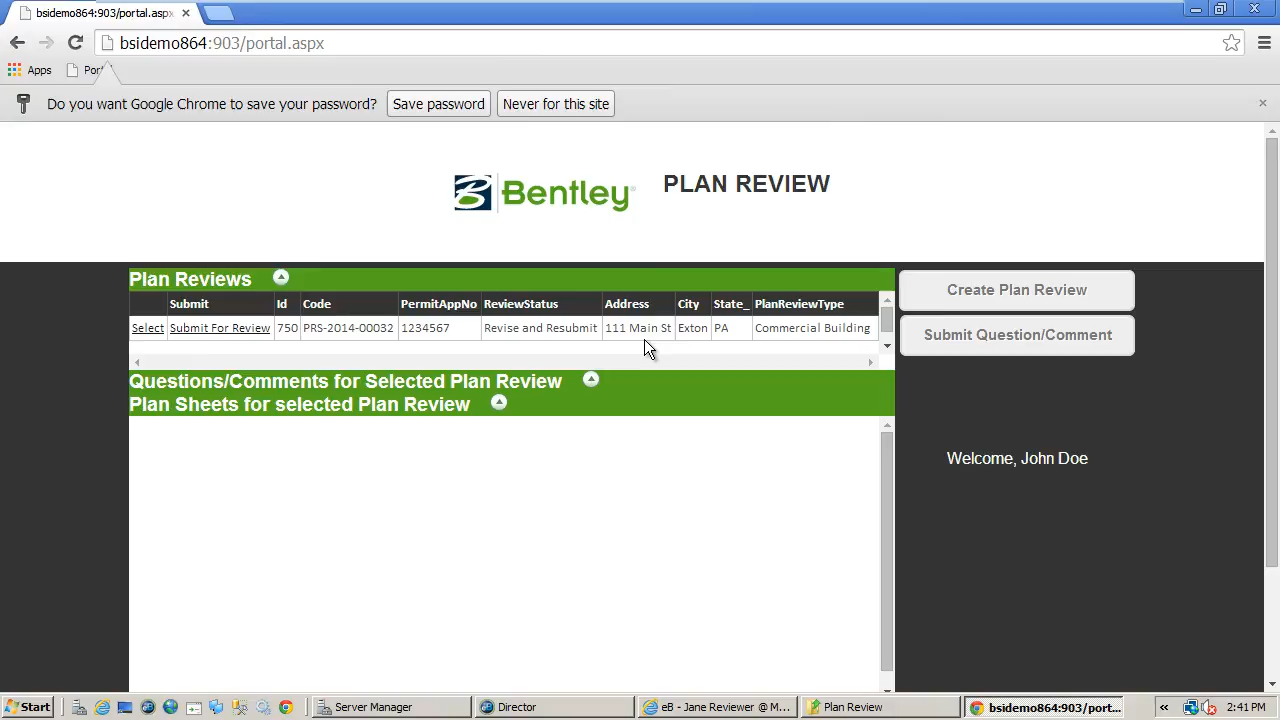 bsidemo864:903/portal.aspx
bsidemo864:903/portal.aspx
Apps
Do you want Google Chrome to save your password? Save password Never for this site
Bentley PLAN REVIEW
Plan Reviews
Submit Id Code PermitAppNo ReviewStatus Address City State_ PlanReviewType
Select Submit For Review 750 PRS-2014-00032 1234567 Revise and Resubmit 111 Main St Exton PA Commercial Building
Questions/Comments for Selected Plan Review
Plan Sheets for selected Plan Review
Create Plan Review
Submit Question/Comment
Welcome, John Doe
Start Server Manager Director eB - Jane Reviewer @ M... Plan Review bsidemo864:903/port... « 2:41 PM